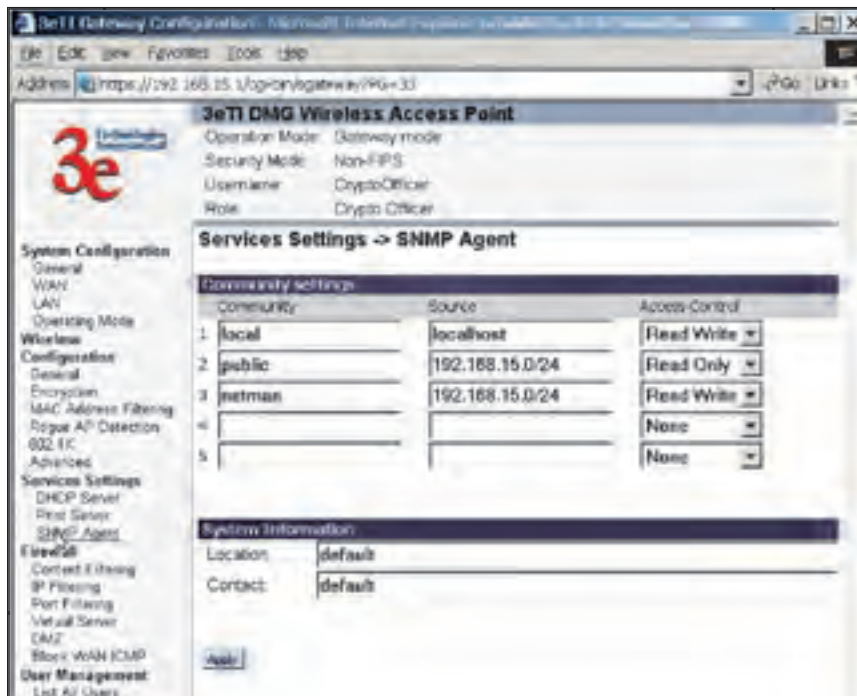 3eTI Gateway Configuration - Microsoft Internet Explorer
File Edit View Favorites Tools Help
Address https://192.168.15.1/cgi-bin/sgateway?PG=33 Go Links
3e Technologies
3eTI DMG Wireless Access Point
Operation Mode: Gateway mode
Security Mode: Non-FIPS
Username: CryptoOfficer
Role: Crypto Officer
Services Settings -> SNMP Agent
Community settings
Community Source Access Control
1 local localhost Read Write
2 public 192.168.15.0/24 Read Only
3 netman 192.168.15.0/24 Read Write
4 None
5 None
System Information
Location: default
Contact: default
Apply
System Configuration
General
WAN
LAN
Operating Mode
Wireless
Configuration
General
Encryption
MAC Address Filtering
Rogue AP Detection
802.1X
Advanced
Services Settings
DHCP Server
Print Server
SNMP Agent
Firewall
Content Filtering
IP Filtering
Port Filtering
Virtual Server
DMZ
Block WAN ICMP
User Management
List All Users